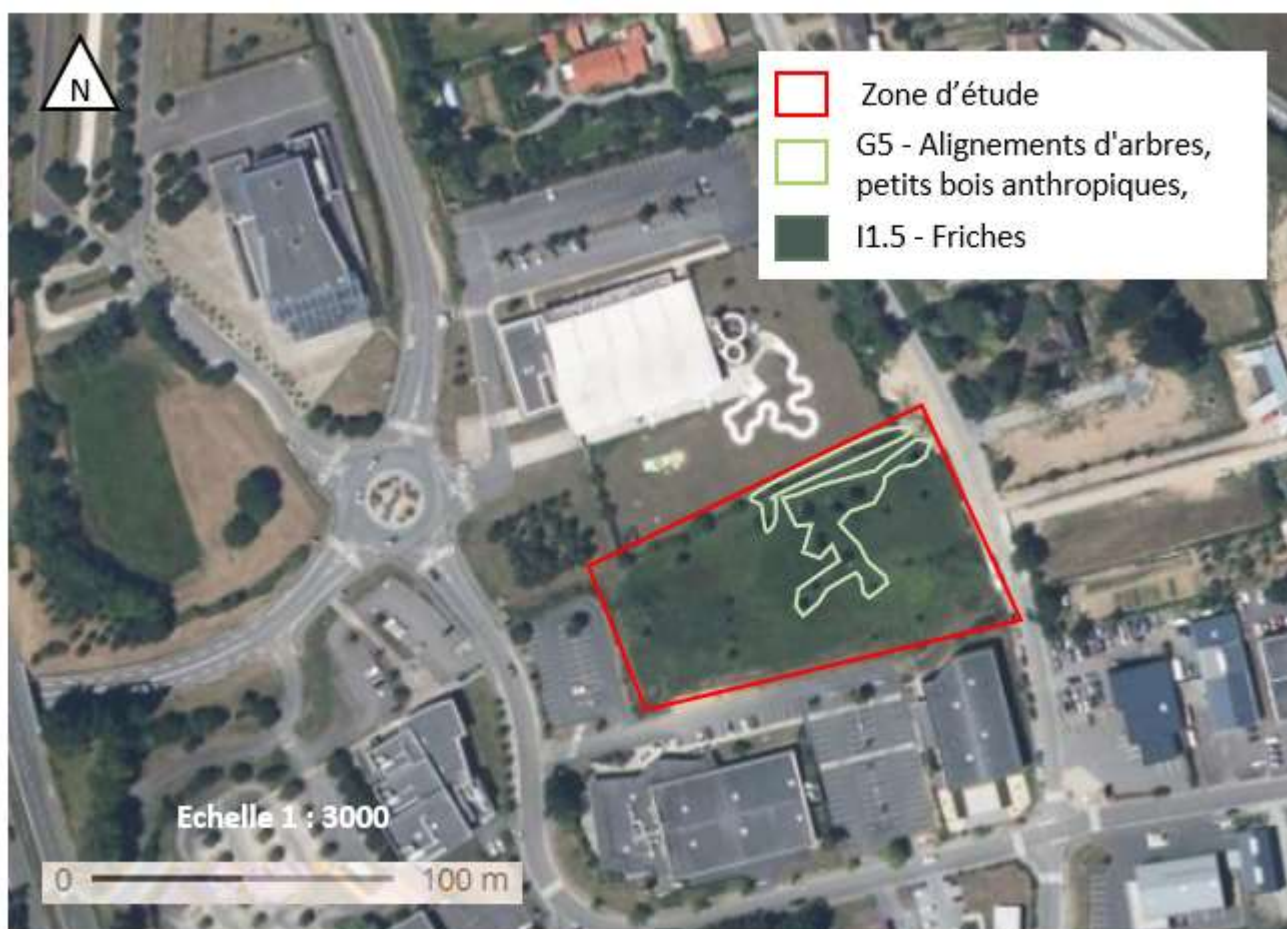 N
Zone d'étude
G5 - Alignements d'arbres,
petits bois anthropiques,
I1.5 - Friches
Echelle 1 : 3000
0 100 m